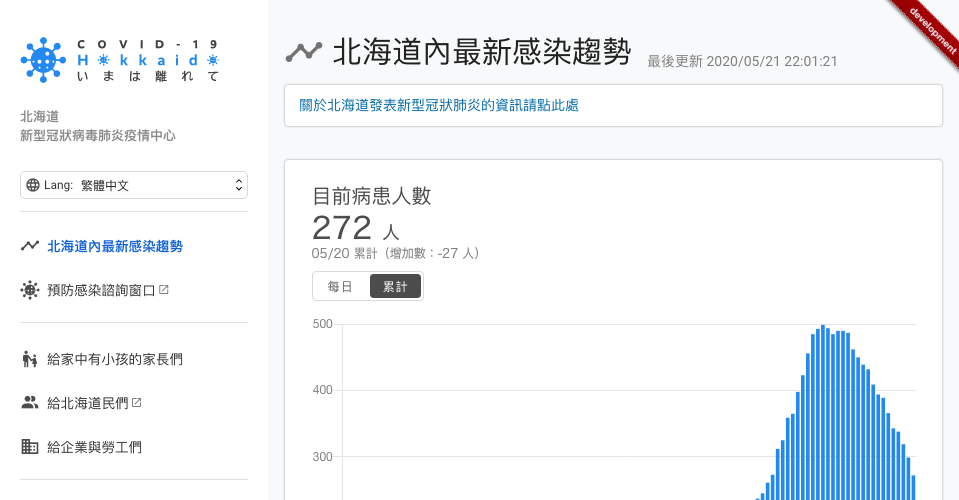 COVID-19
Hokkaido
いまは離れて
北海道
新型冠狀病毒肺炎疫情中心
Lang: 繁體中文
北海道內最新感染趨勢
預防感染諮詢窗口
給家中有小孩的家長們
給北海道民們
給企業與勞工們
development
北海道內最新感染趨勢
最後更新 2020/05/21 22:01:21
關於北海道發表新型冠狀肺炎的資訊請點此處
目前病患人數
272 人
05/20 累計（增加數：-27 人）
每日 累計
500
400
300